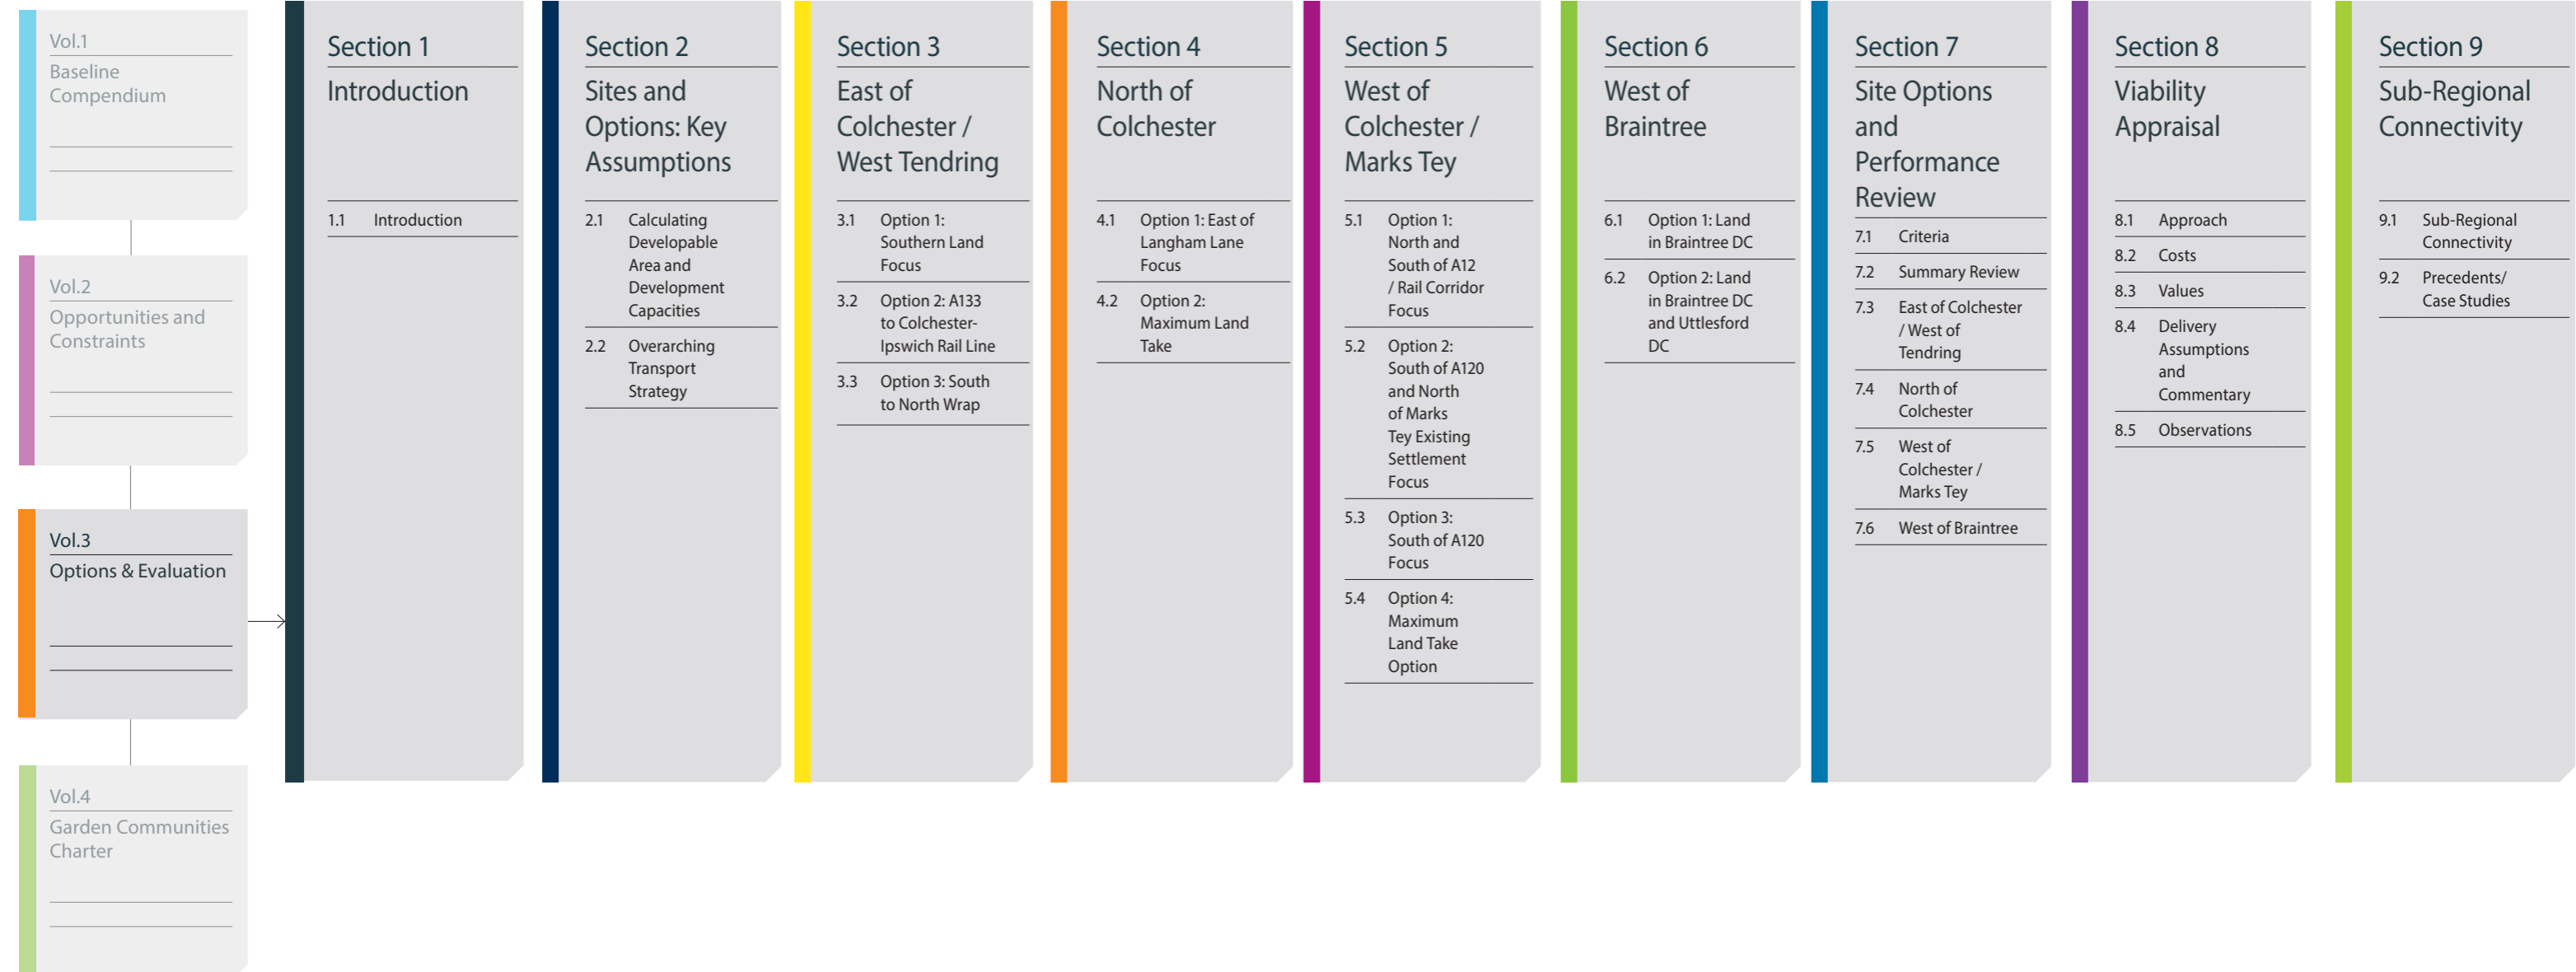 Vol.1
Baseline
Compendium
Vol.2
Opportunities and
Constraints
Vol.3
Options & Evaluation
Vol.4
Garden Communities
Charter
Section 1
Introduction
1.1 Introduction
Section 2
Sites and
Options: Key
Assumptions
2.1 Calculating
Developable
Area and
Development
Capacities
2.2 Overarching
Transport
Strategy
Section 3
East of
Colchester /
West Tendring
3.1 Option 1:
Southern Land
Focus
3.2 Option 2: A133
to Colchester-
Ipswich Rail Line
3.3 Option 3: South
to North Wrap
Section 4
North of
Colchester
4.1 Option 1: East of
Langham Lane
Focus
4.2 Option 2:
Maximum Land
Take
Section 5
West of
Colchester /
Marks Tey
5.1 Option 1:
North and
South of A12
/ Rail Corridor
Focus
5.2 Option 2:
South of A120
and North
of Marks
Tey Existing
Settlement
Focus
5.3 Option 3:
South of A120
Focus
5.4 Option 4:
Maximum
Land Take
Option
Section 6
West of
Braintree
6.1 Option 1: Land
in Braintree DC
6.2 Option 2: Land
in Braintree DC
and Uttlesford
DC
Section 7
Site Options
and
Performance
Review
7.1 Criteria
7.2 Summary Review
7.3 East of Colchester
/ West of
Tendring
7.4 North of
Colchester
7.5 West of
Colchester /
Marks Tey
7.6 West of Braintree
Section 8
Viability
Appraisal
8.1 Approach
8.2 Costs
8.3 Values
8.4 Delivery
Assumptions
and
Commentary
8.5 Observations
Section 9
Sub-Regional
Connectivity
9.1 Sub-Regional
Connectivity
9.2 Precedents/
Case Studies